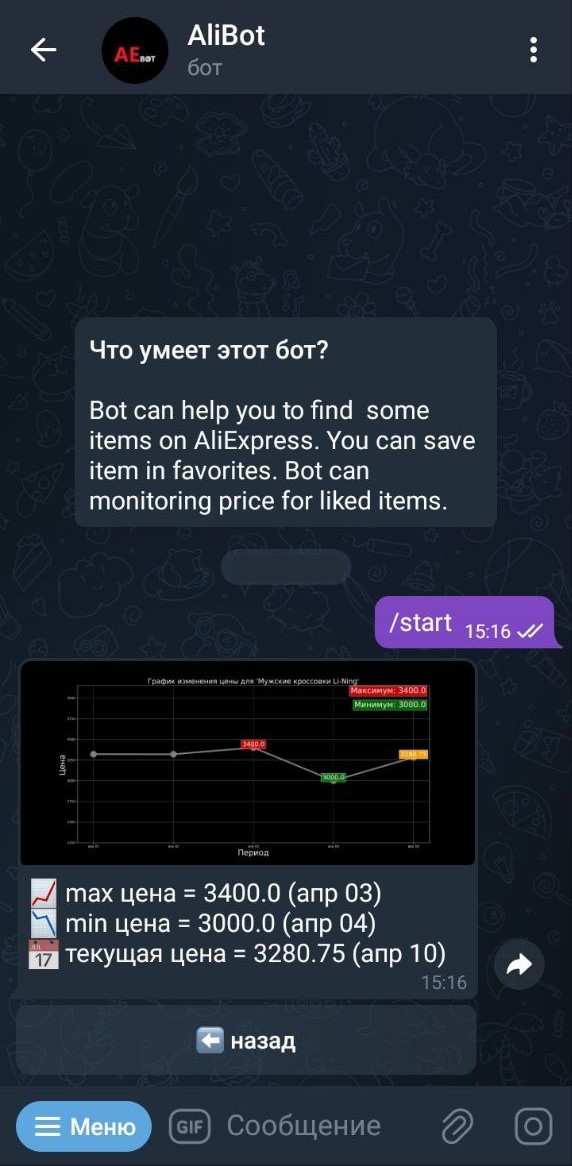 AliBot
AEBOT
бот
Что умеет этот бот?
Bot can help you to find some
items on AliExpress. You can save
item in favorites. Bot can
monitoring price for liked items.
/start 15:16
График изменения цены для 'Мужские кроссовки Li-Ning'
Максимум: 3400.0
Минимум: 3000.0
3400.0
3280.75
3000.0
Цена
Период
max цена = 3400.0 (апр 03)
min цена = 3000.0 (апр 04)
JUL
17
текущая цена = 3280.75 (апр 10)
15:16
назад
Меню
GIF
Сообщение